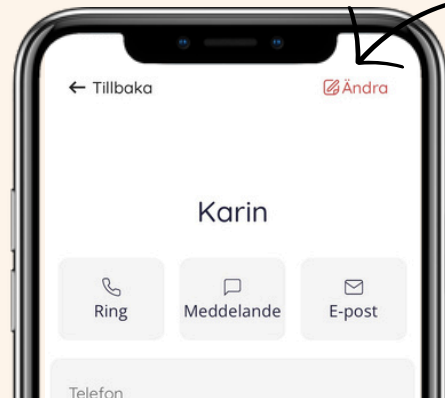 ← Tillbaka Ändra
Karin
Ring Meddelande E-post
Telefon